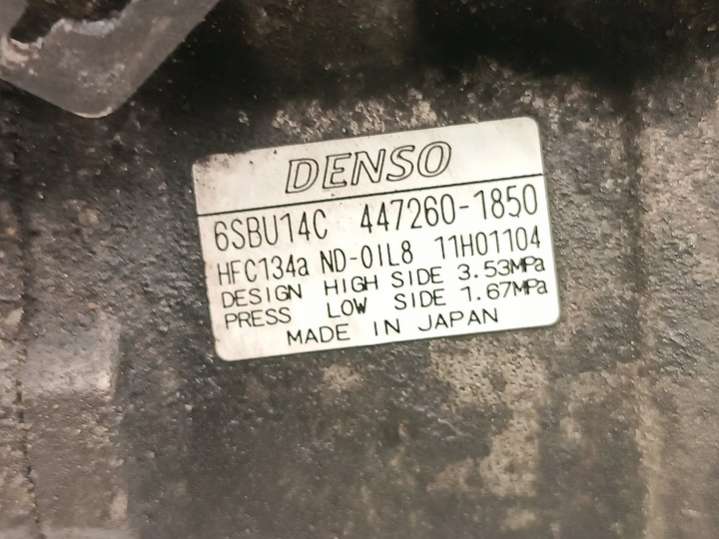 DENSO
6SBU14C 447260-1850
HFC134a ND-OIL8 11H01104
DESIGN HIGH SIDE 3.53MPa
PRESS LOW SIDE 1.67MPa
MADE IN JAPAN